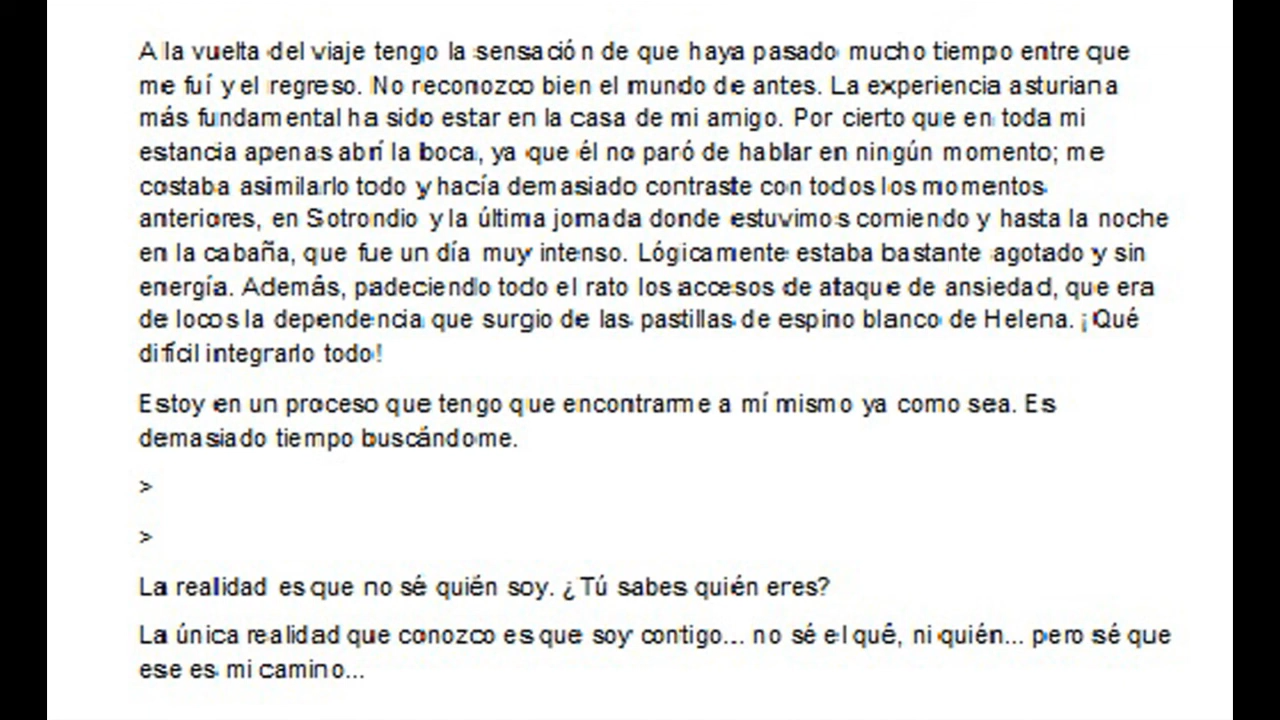 A la vuelta del viaje tengo la sensación de que haya pasado mucho tiempo entre que
me fuí y el regreso. No reconozco bien el mundo de antes. La experiencia asturiana
más fundamental ha sido estar en la casa de mi amigo. Por cierto que en toda mi
estancia apenas abrí la boca, ya que él no paró de hablar en ningún momento; me
costaba asimilarlo todo y hacía demasiado contraste con todos los momentos
anteriores, en Sotrondio y la última jornada donde estuvimos comiendo y hasta la noche
en la cabaña, que fue un día muy intenso. Lógicamente estaba bastante agotado y sin
energía. Además, padeciendo todo el rato los accesos de ataque de ansiedad, que era
de locos la dependencia que surgio de las pastillas de espino blanco de Helena. ¡Qué
difícil integrarlo todo!
Estoy en un proceso que tengo que encontrarme a mí mismo ya como sea. Es
demasiado tiempo buscándome.
>
>
La realidad es que no sé quién soy. ¿Tú sabes quién eres?
La única realidad que conozco es que soy contigo... no sé el qué, ni quién... pero sé que
ese es mi camino...